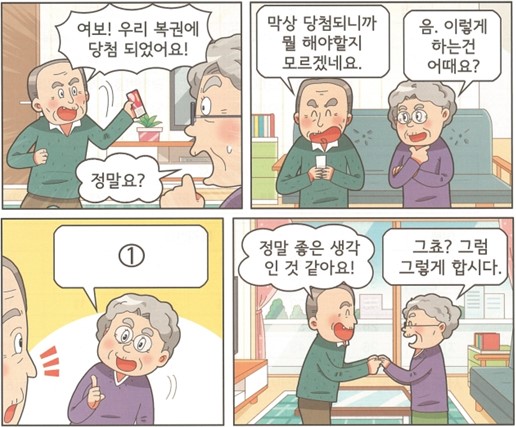 여보! 우리 복권에
당첨 되었어요!
정말요?
막상 당첨되니까
뭘 해야할지
모르겠네요.
음. 이렇게
하는건
어때요?
①
정말 좋은 생각
인 것 같아요!
그쵸? 그럼
그렇게 합시다.